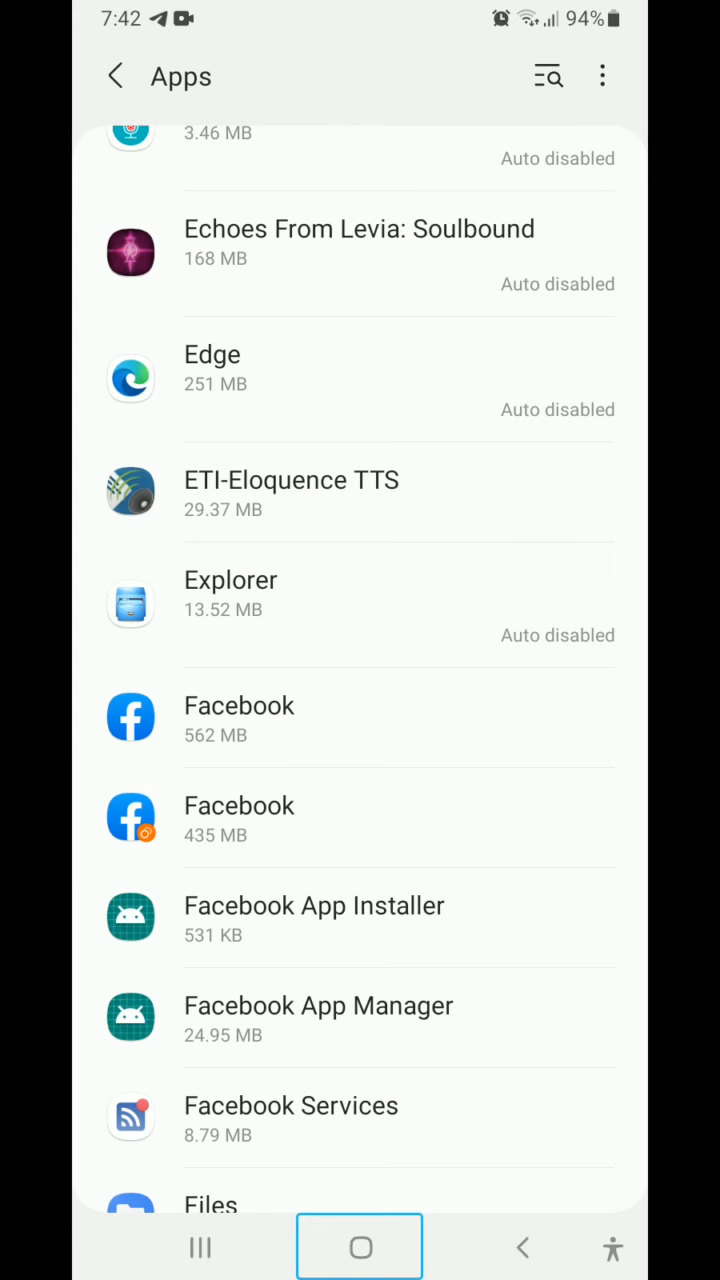 7:42
94%
Apps
3.46 MB
Auto disabled
Echoes From Levia: Soulbound
168 MB
Auto disabled
Edge
251 MB
Auto disabled
ETI-Eloquence TTS
29.37 MB
Explorer
13.52 MB
Auto disabled
Facebook
562 MB
Facebook
435 MB
Facebook App Installer
531 KB
Facebook App Manager
24.95 MB
Facebook Services
8.79 MB
Files